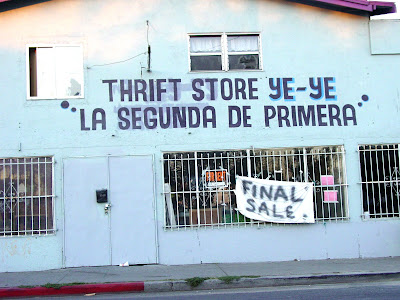 THRIFT STORE YE-YE
"LA SEGUNDA DE PRIMERA"
FINAL
SALE.